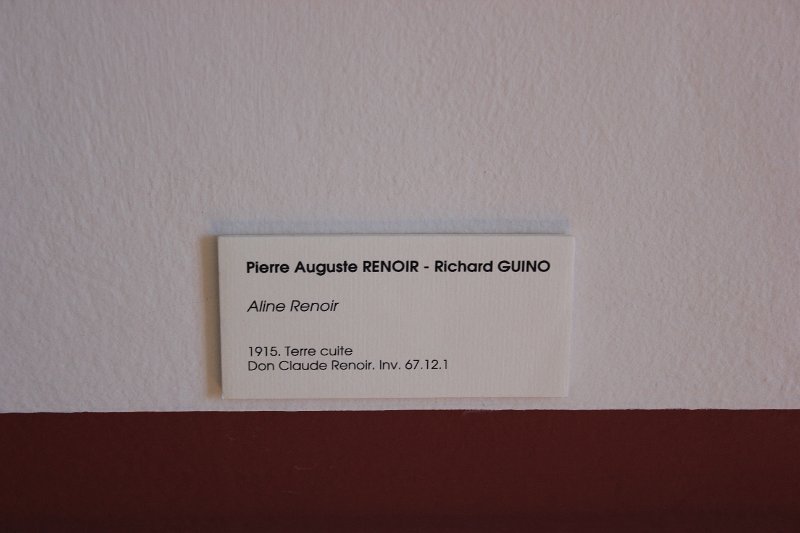 Pierre Auguste RENOIR - Richard GUINO
Aline Renoir
1915. Terre cuite
Don Claude Renoir. Inv. 67.12.1